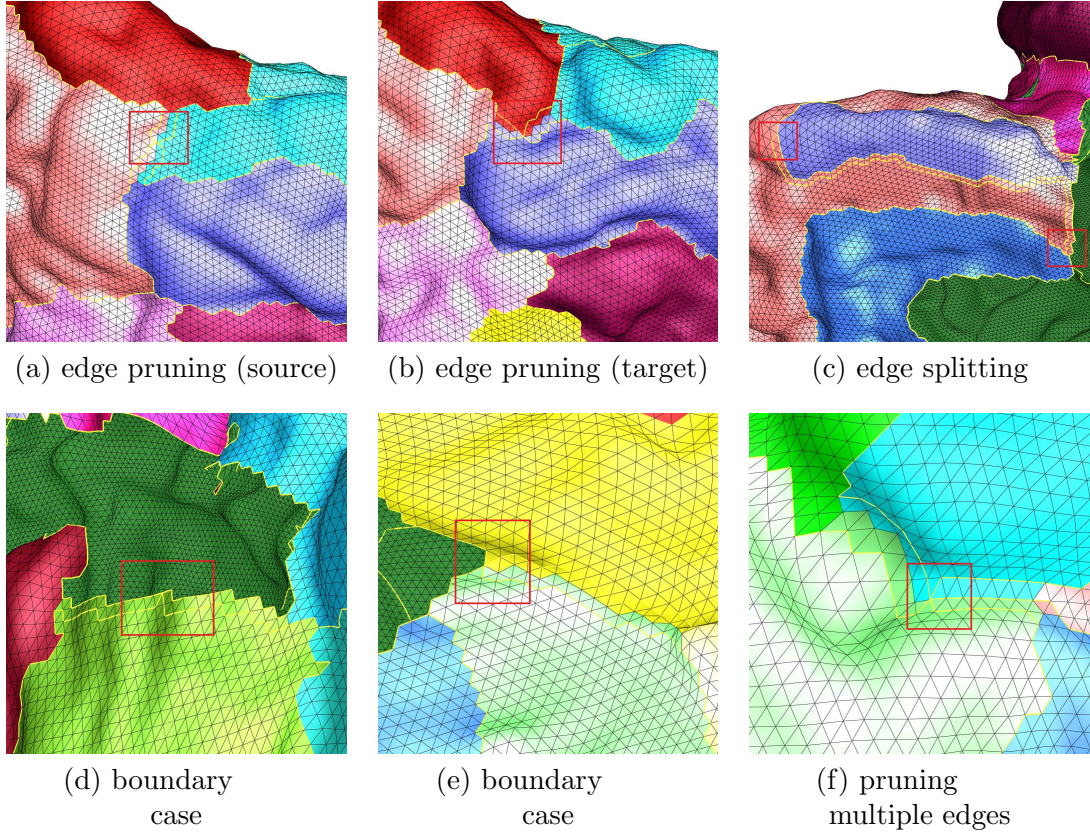 (a) edge pruning (source)
(b) edge pruning (target)
(c) edge splitting
(d) boundary
case
(e) boundary
case
(f) pruning
multiple edges